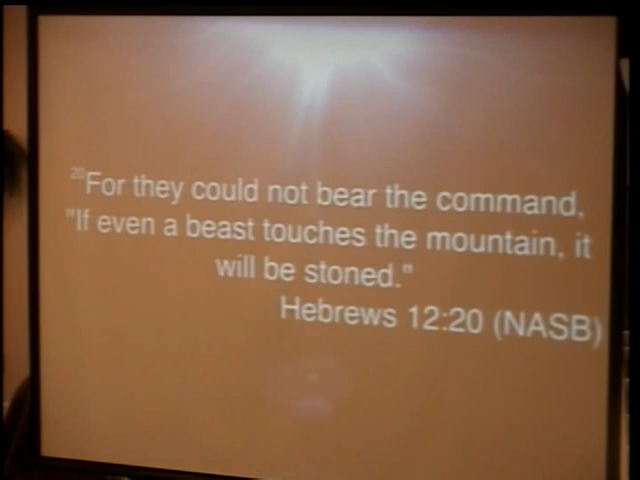 20For they could not bear the command,
"If even a beast touches the mountain, it
will be stoned."
Hebrews 12:20 (NASB)